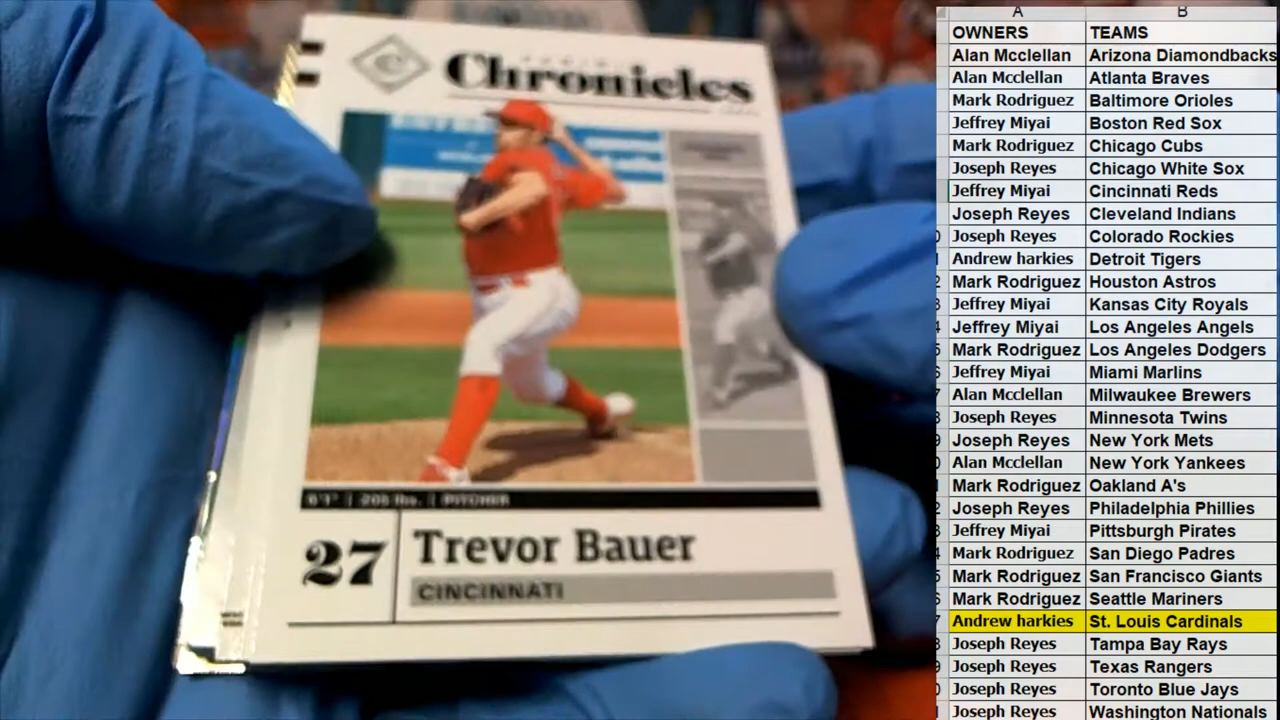 Chronicles
6'1" | 205 lbs. | PITCHER
27
Trevor Bauer
CINCINNATI
A B
OWNERS TEAMS
Alan Mcclellan Arizona Diamondbacks
Alan Mcclellan Atlanta Braves
Mark Rodriguez Baltimore Orioles
Jeffrey Miyai Boston Red Sox
Mark Rodriguez Chicago Cubs
Joseph Reyes Chicago White Sox
Jeffrey Miyai Cincinnati Reds
Joseph Reyes Cleveland Indians
Joseph Reyes Colorado Rockies
Andrew harkies Detroit Tigers
Mark Rodriguez Houston Astros
Jeffrey Miyai Kansas City Royals
Jeffrey Miyai Los Angeles Angels
Mark Rodriguez Los Angeles Dodgers
Jeffrey Miyai Miami Marlins
Alan Mcclellan Milwaukee Brewers
Joseph Reyes Minnesota Twins
Joseph Reyes New York Mets
Alan Mcclellan New York Yankees
Mark Rodriguez Oakland A's
Joseph Reyes Philadelphia Phillies
Jeffrey Miyai Pittsburgh Pirates
Mark Rodriguez San Diego Padres
Mark Rodriguez San Francisco Giants
Mark Rodriguez Seattle Mariners
Andrew harkies St. Louis Cardinals
Joseph Reyes Tampa Bay Rays
Alan Mcclellan Texas Rangers
Joseph Reyes Toronto Blue Jays
Joseph Reyes Washington Nationals